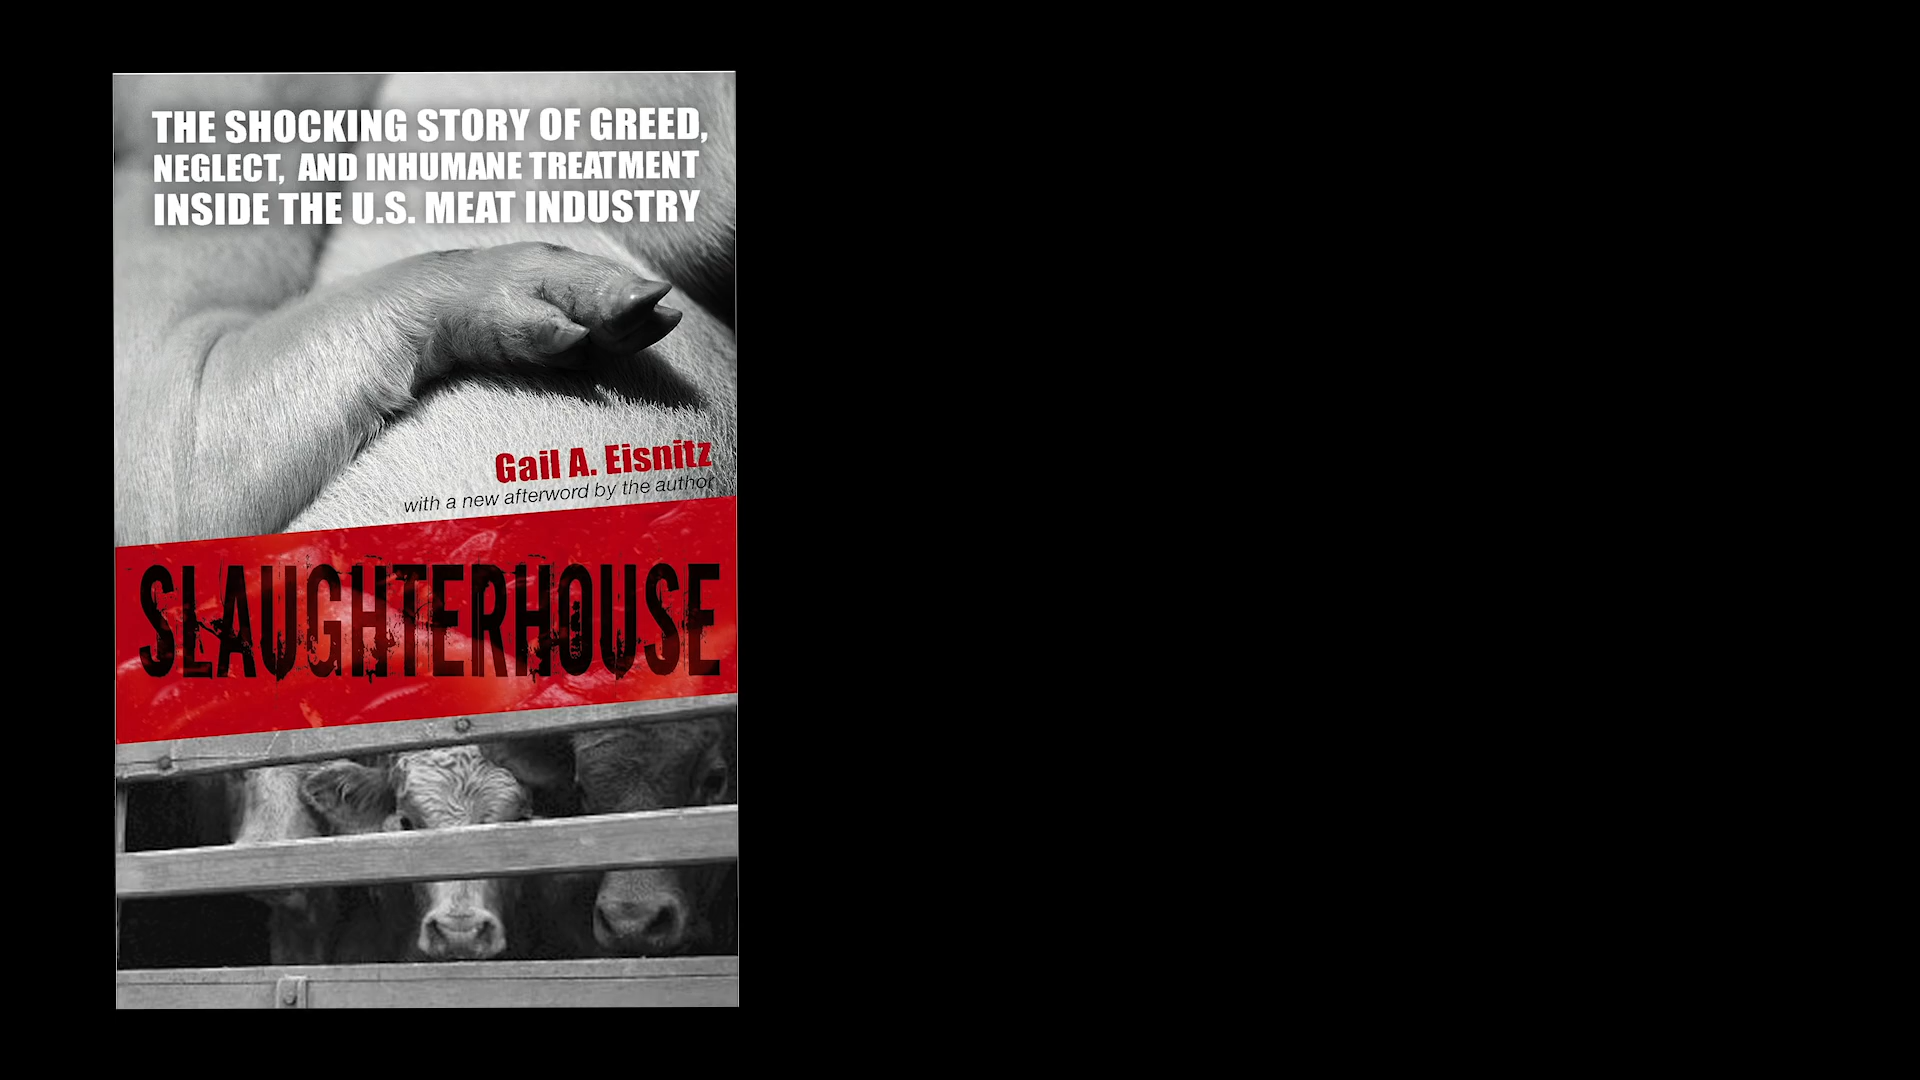 THE SHOCKING STORY OF GREED,
NEGLECT, AND INHUMANE TREATMENT
INSIDE THE U.S. MEAT INDUSTRY
Gail A. Eisnitz
with a new afterword by the author
SLAUGHTERHOUSE